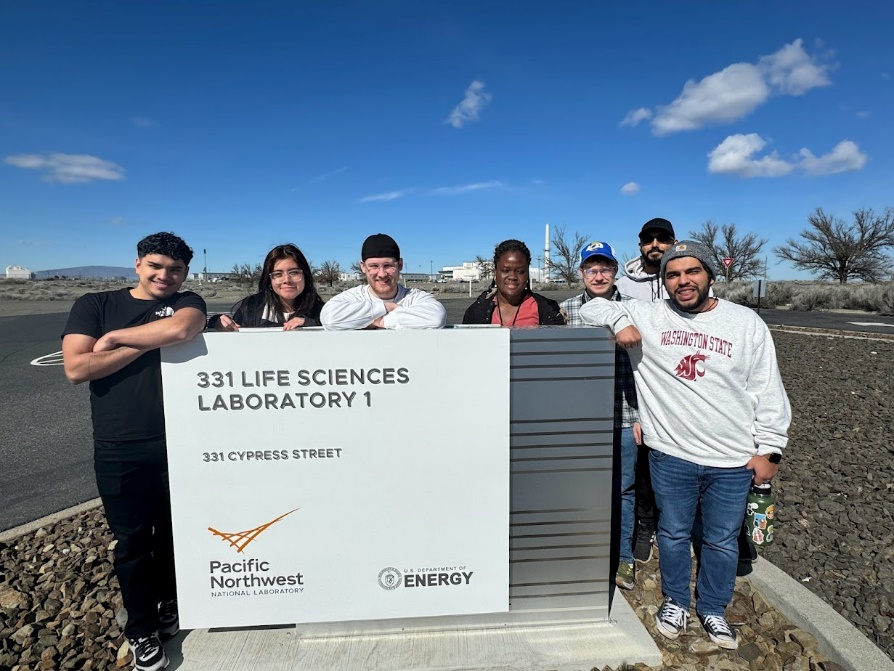 331 LIFE SCIENCES
LABORATORY 1
331 CYPRESS STREET
Pacific
Northwest
NATIONAL LABORATORY
U.S. DEPARTMENT OF
ENERGY
WASHINGTON STATE